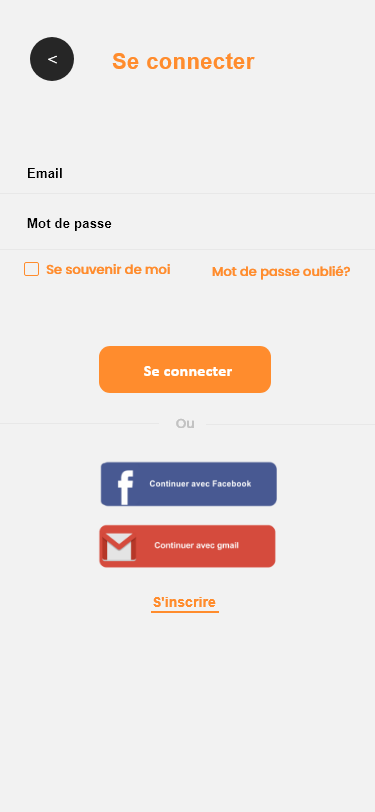 <
Se connecter
Email
Mot de passe
Se souvenir de moi
Mot de passe oublié?
Se connecter
Ou
f
Continuer avec Facebook
Continuer avec gmail
S'inscrire